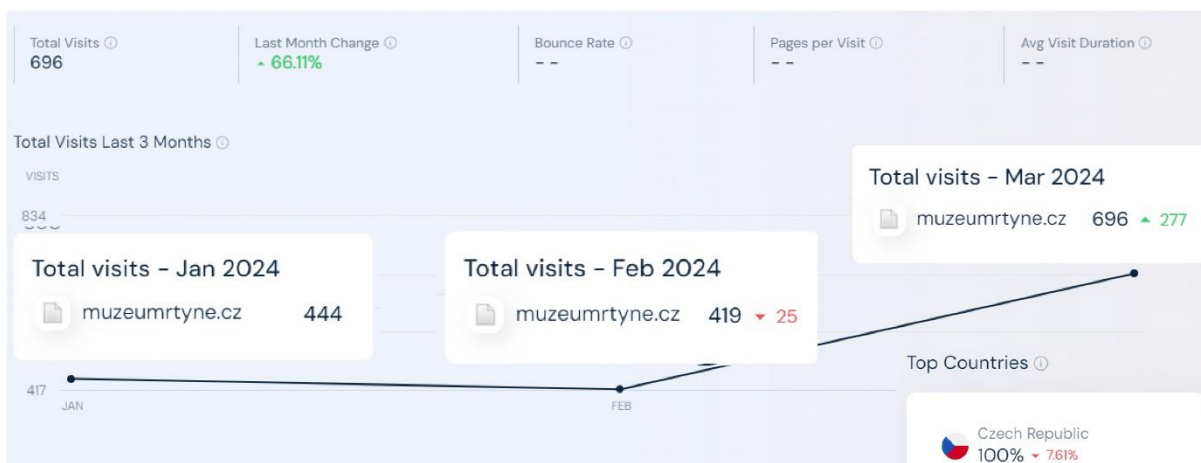 Total Visits
Last Month Change
Bounce Rate
Pages per Visit
Avg Visit Duration
696
66.11%
- -
- -
- -
Total Visits Last 3 Months
VISITS
834
Total visits - Mar 2024
muzeumrtyne.cz 696 277
Total visits - Jan 2024
muzeumrtyne.cz 444
Total visits - Feb 2024
muzeumrtyne.cz 419 25
417
JAN
FEB
Top Countries
Czech Republic
100% 7.61%